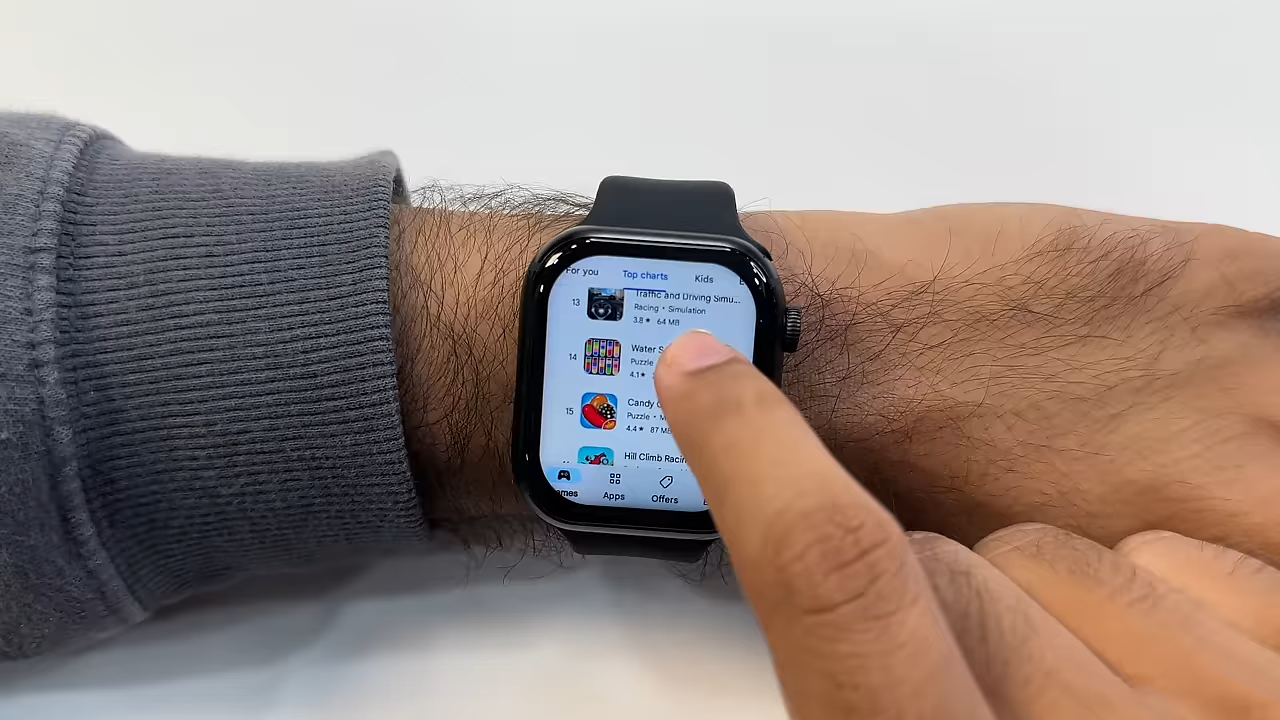 For you Top charts Kids
13 Traffic and Driving Simu...
Racing • Simulation
3.8★ 64 MB
14 Water
Puzzle
4.1★
15 Candy
Puzzle •
4.4★ 87 MB
Hill Climb Racin
ames Apps Offers